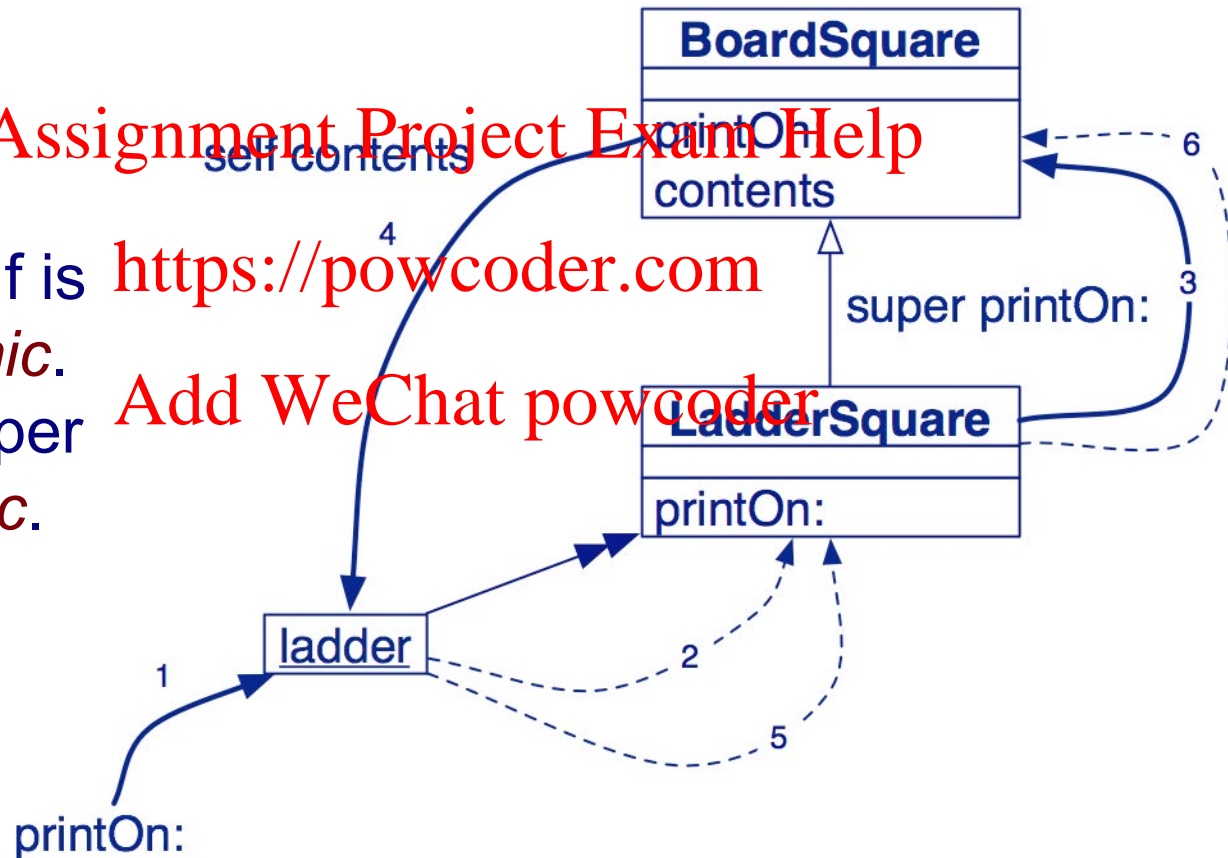 BoardSquare
Assignment Project Exam Help
self contents
printOn:
6
contents
4
f is
https://powcoder.com
super printOn:
3
nic.
Add WeChat powcoder
per
LadderSquare
c.
printOn:
ladder
2
1
5
printOn: